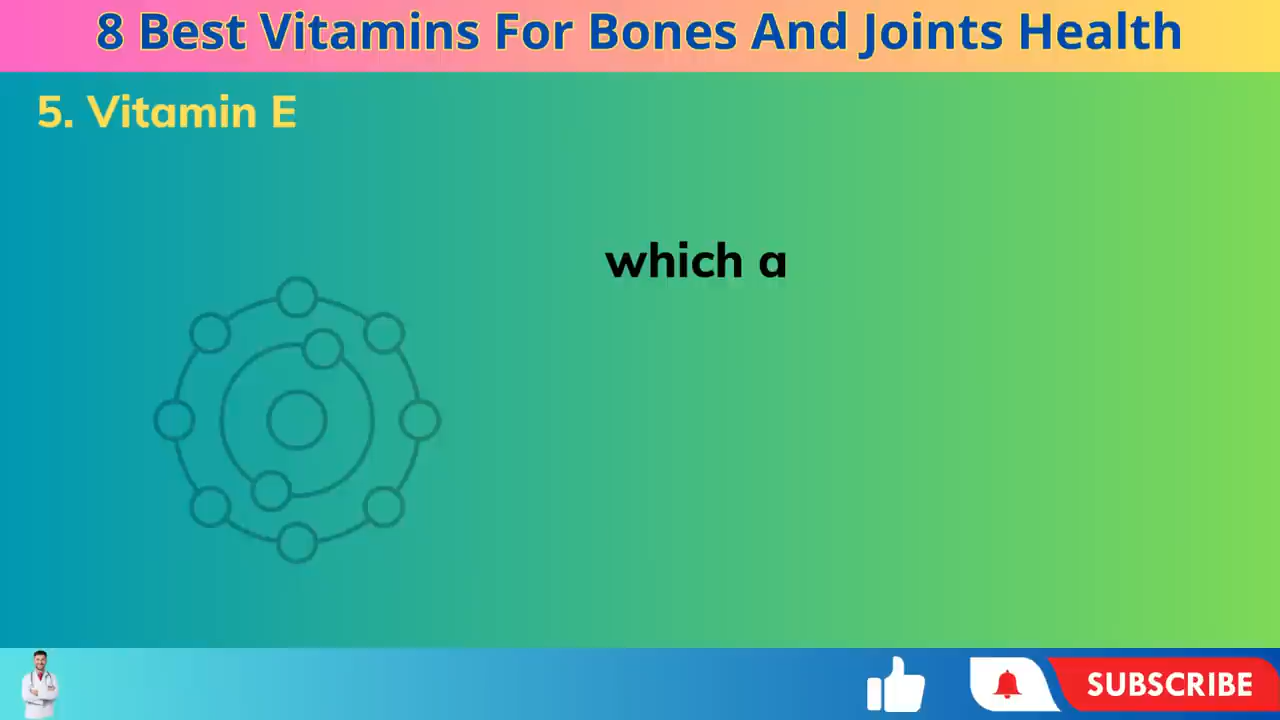 8 Best Vitamins For Bones And Joints Health
5. Vitamin E
which a
SUBSCRIBE